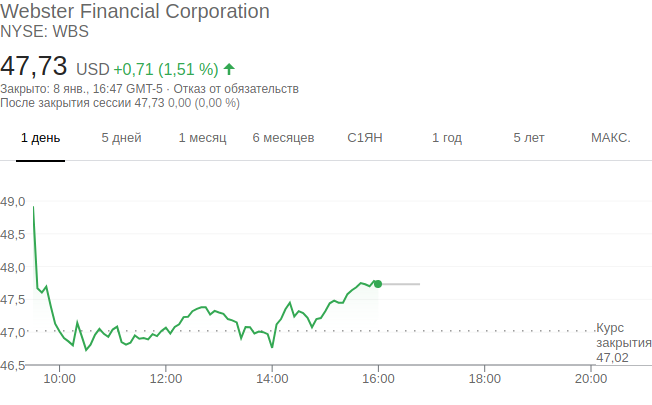 Webster Financial Corporation
NYSE: WBS
47,73 USD +0,71 (1,51 %)
Закрыто: 8 янв., 16:47 GMT-5 · Отказ от обязательств
После закрытия сессии 47,73 0,00 (0,00 %)
1 день 5 дней 1 месяц 6 месяцев С1ЯН 1 год 5 лет МАКС.
49,0
48,5
48,0
47,5
47,0
46,5
Курс
закрытия
47,02
10:00 12:00 14:00 16:00 18:00 20:00